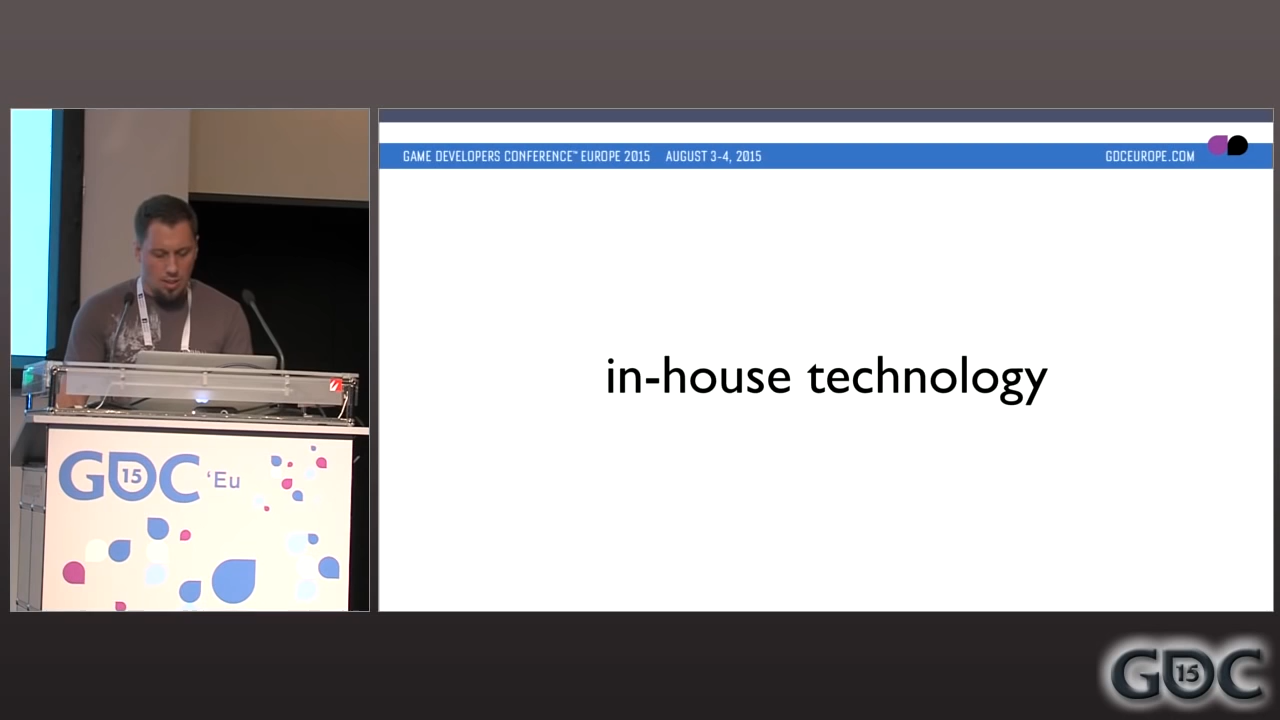 GAME DEVELOPERS CONFERENCE™ EUROPE 2015 AUGUST 3-4, 2015 GDCEUROPE.COM
in-house technology
GDC 15 'Eu
GDC 15